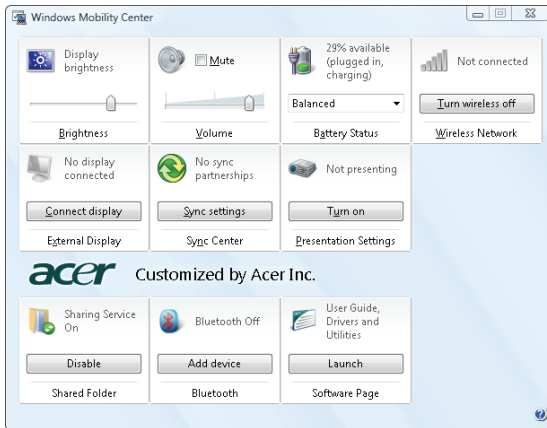 Windows Mobility Center
Display
brightness
Brightness
Mute
Volume
29% available
(plugged in,
charging)
Balanced
Battery Status
Not connected
Turn wireless off
Wireless Network
No display
connected
Connect display
External Display
No sync
partnerships
Sync settings
Sync Center
Not presenting
Turn on
Presentation Settings
acer Customized by Acer Inc.
Sharing Service
On
Disable
Shared Folder
Bluetooth Off
Add device
Bluetooth
User Guide,
Drivers and
Utilities
Launch
Software Page
?